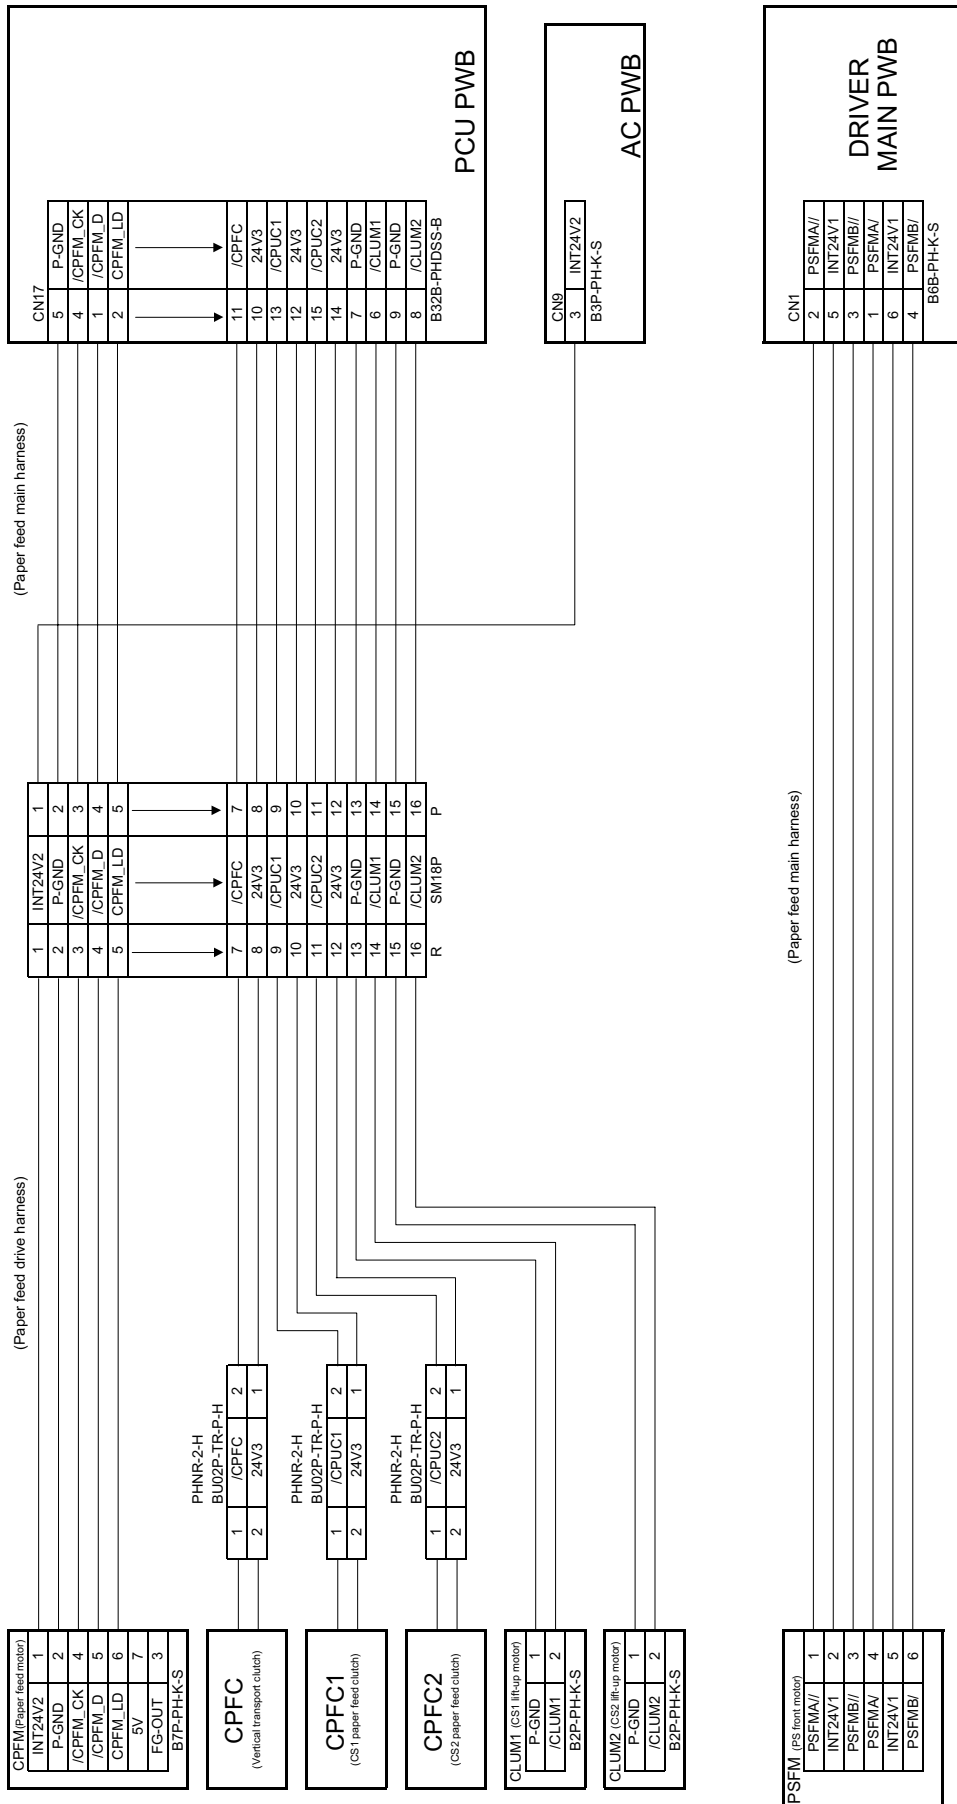 PCU PWB
CN17
5 P-GND
4 /CPFM_CK
1 /CPFM_D
2 CPFM_LD
11 /CPFC
10 24V3
13 /CPUC1
12 24V3
15 /CPUC2
14 24V3
7 P-GND
6 /CLUM1
9 P-GND
8 /CLUM2
B32B-PHDSS-B
AC PWB
CN9
3 INT24V2
B3P-PH-K-S
DRIVER
MAIN PWB
CN1
2 PSFMA//
5 INT24V1
3 PSFMB//
1 PSFMA/
6 INT24V1
4 PSFMB/
B6B-PH-K-S
(Paper feed main harness)
1 INT24V2 1
2 P-GND 2
3 /CPFM_CK 3
4 /CPFM_D 4
5 CPFM_LD 5
7 /CPFC 7
8 24V3 8
9 /CPUC1 9
10 24V3 10
11 /CPUC2 11
12 24V3 12
13 P-GND 13
14 /CLUM1 14
15 P-GND 15
16 /CLUM2 16
R SM18P P
(Paper feed main harness)
(Paper feed drive harness)
PHNR-2-H
BU02P-TR-P-H
1 /CPFC 2
2 24V3 1
PHNR-2-H
BU02P-TR-P-H
1 /CPUC1 2
2 24V3 1
PHNR-2-H
BU02P-TR-P-H
1 /CPUC2 2
2 24V3 1
CPFM (Paper feed motor)
INT24V2 1
P-GND 2
/CPFM_CK 4
/CPFM_D 5
CPFM_LD 6
5V 7
FG-OUT 3
B7P-PH-K-S
CPFC
(Vertical transport clutch)
CPFC1
(CS1 paper feed clutch)
CPFC2
(CS2 paper feed clutch)
CLUM1 (CS1 lift-up motor)
P-GND 1
/CLUM1 2
B2P-PH-K-S
CLUM2 (CS2 lift-up motor)
P-GND 1
/CLUM2 2
B2P-PH-K-S
PSFM (PS front motor)
PSFMA// 1
INT24V1 2
PSFMB// 3
PSFMA/ 4
INT24V1 5
PSFMB/ 6